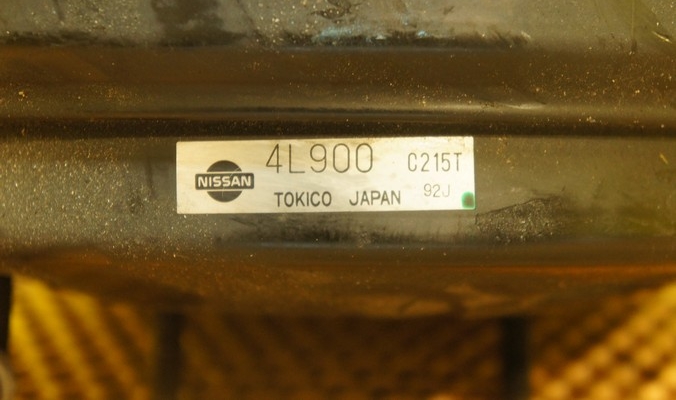 4L900 C215T
NISSAN
TOKICO JAPAN 92J